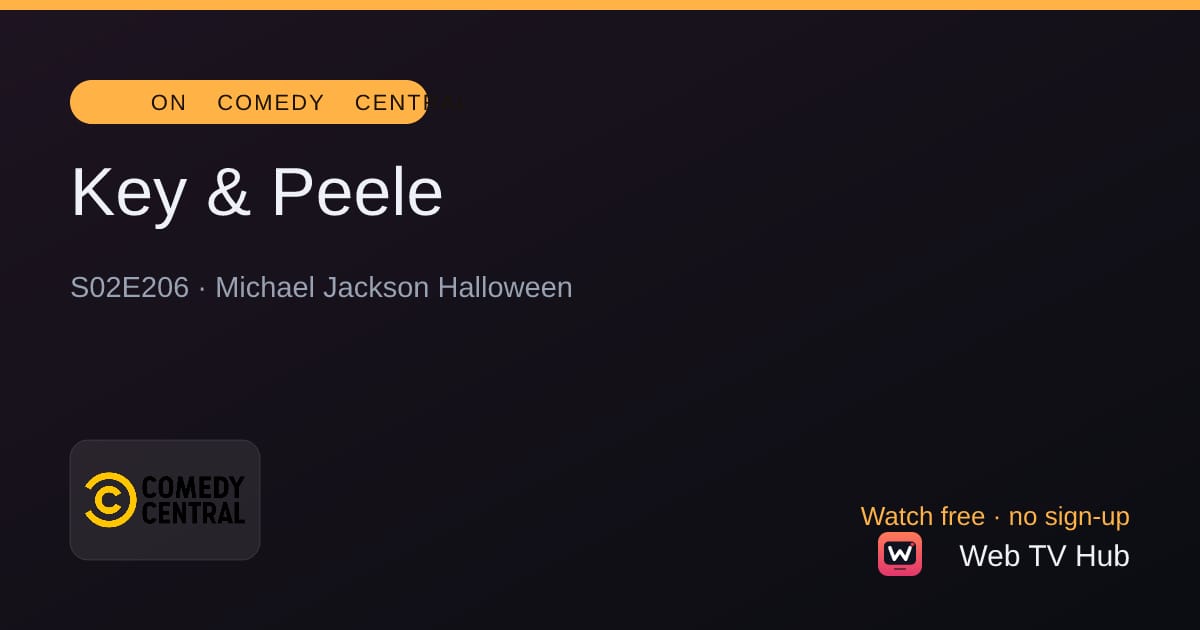 ON COMEDY CENTRAL
Key & Peele
S02E206 · Michael Jackson Halloween
COMEDY
CENTRAL
Watch free · no sign-up
W
Web TV Hub